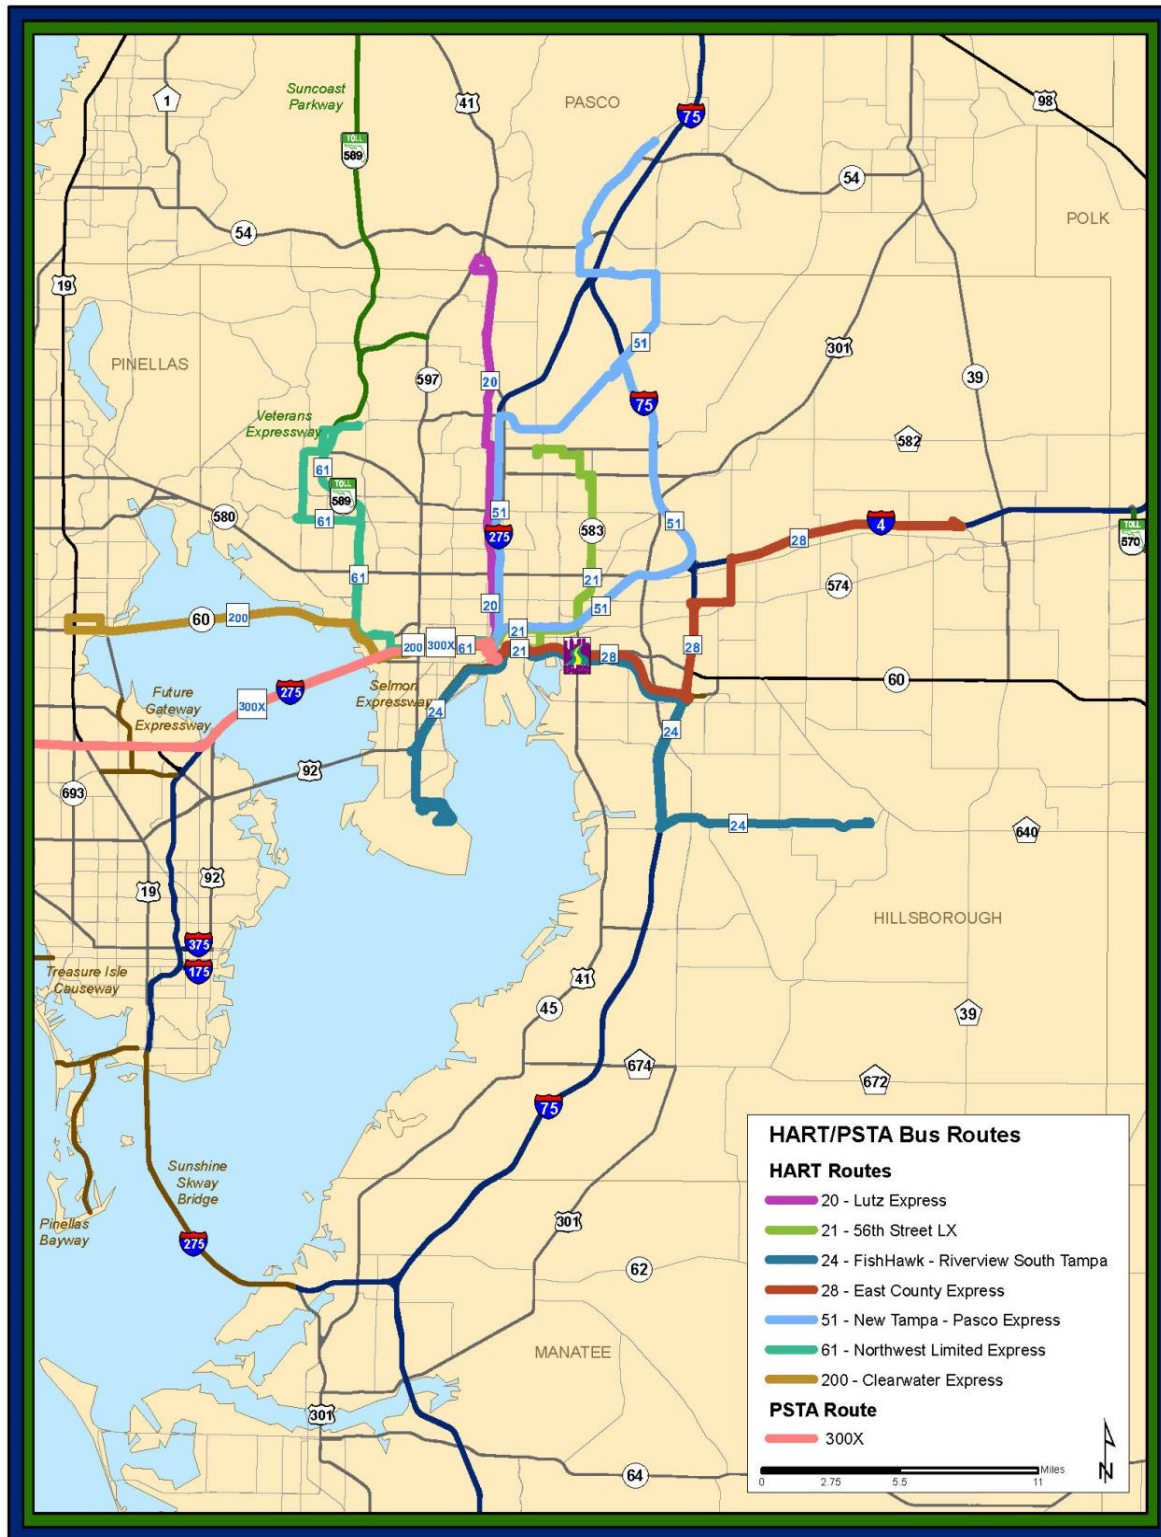 Suncoast
Parkway
1
41
PASCO
75
98
TOLL
589
54
54
POLK
19
51
301
PINELLAS
597
20
39
75
Veterans
Expressway
582
61
TOLL
589
580
61
51
275
583
51
28
4
TOLL
570
61
21
574
20
51
60
200
21
200
300X
61
21
28
28
60
Future
Gateway
Expressway
275
300X
Selmon
Expressway
24
24
92
693
24
640
19
92
HILLSBOROUGH
375
175
Treasure Isle
Causeway
41
45
39
674
672
75
HART/PSTA Bus Routes
HART Routes
20 - Lutz Express
21 - 56th Street LX
24 - FishHawk - Riverview South Tampa
28 - East County Express
51 - New Tampa - Pasco Express
61 - Northwest Limited Express
200 - Clearwater Express
PSTA Route
300X
Miles
0 2.75 5.5 11
N
Sunshine
Skway
Bridge
Pinellas
Bayway
275
301
62
MANATEE
301
64